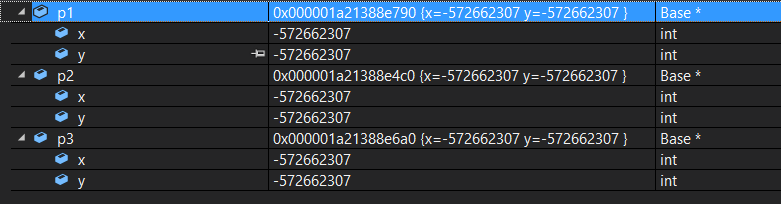 p1 0x000001a21388e790 {x=-572662307 y=-572662307 } Base *
x -572662307 int
y -572662307 int
p2 0x000001a21388e4c0 {x=-572662307 y=-572662307 } Base *
x -572662307 int
y -572662307 int
p3 0x000001a21388e6a0 {x=-572662307 y=-572662307 } Base *
x -572662307 int
y -572662307 int